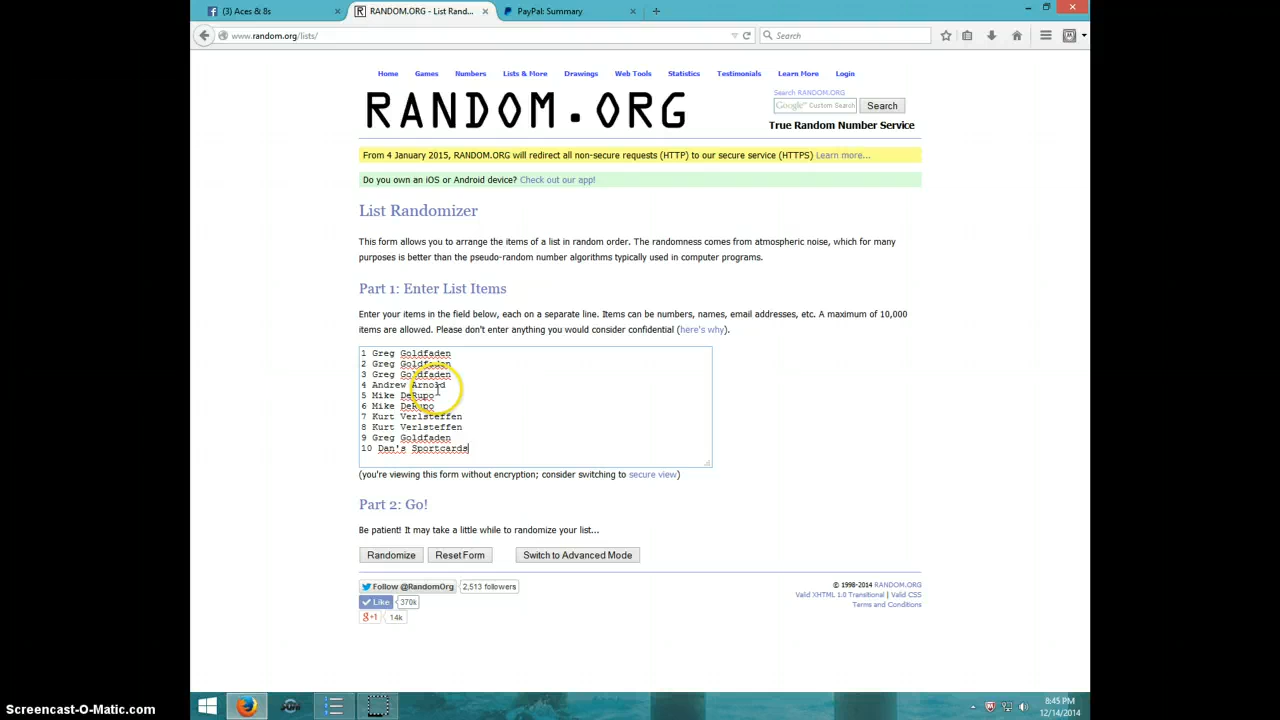 (3) Aces & 8s
RANDOM.ORG - List Rand...
PayPal: Summary
www.random.org/lists/
Search
Home Games Numbers Lists & More Drawings Web Tools Statistics Testimonials Learn More Login
RANDOM.ORG
Search RANDOM.ORG
Google™ Custom Search Search
True Random Number Service
From 4 January 2015, RANDOM.ORG will redirect all non-secure requests (HTTP) to our secure service (HTTPS) Learn more...
Do you own an iOS or Android device? Check out our app!
List Randomizer
This form allows you to arrange the items of a list in random order. The randomness comes from atmospheric noise, which for many
purposes is better than the pseudo-random number algorithms typically used in computer programs.
Part 1: Enter List Items
Enter your items in the field below, each on a separate line. Items can be numbers, names, email addresses, etc. A maximum of 10,000
items are allowed. Please don't enter anything you would consider confidential (here's why).
1 Greg Goldfaden
2 Greg Goldfaden
3 Greg Goldfaden
4 Andrew Arnold
5 Mike DeRupo
6 Mike DeRupo
7 Kurt Verlsteffen
8 Kurt Verlsteffen
9 Greg Goldfaden
10 Dan's Sportcards
(you're viewing this form without encryption; consider switching to secure view)
Part 2: Go!
Be patient! It may take a little while to randomize your list...
Randomize Reset Form Switch to Advanced Mode
Follow @RandomOrg 2,513 followers
Like 370k
g+1 14k
© 1998-2014 RANDOM.ORG
Valid XHTML 1.0 Transitional | Valid CSS
Terms and Conditions
8:45 PM
12/14/2014
Screencast-O-Matic.com